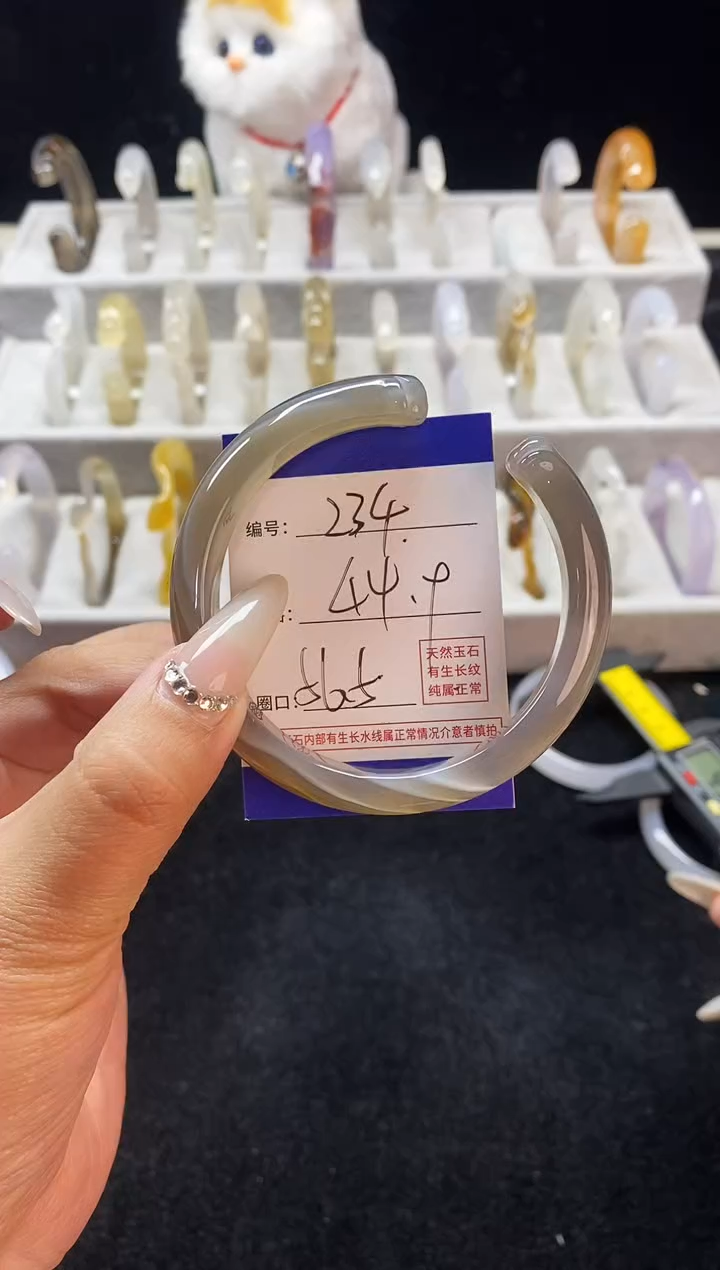 编号: 234.
: 44.9
圈口: 56.5
天然玉石
有生长纹
纯属正常
石内部有生长水线属正常情况介意者慎拍